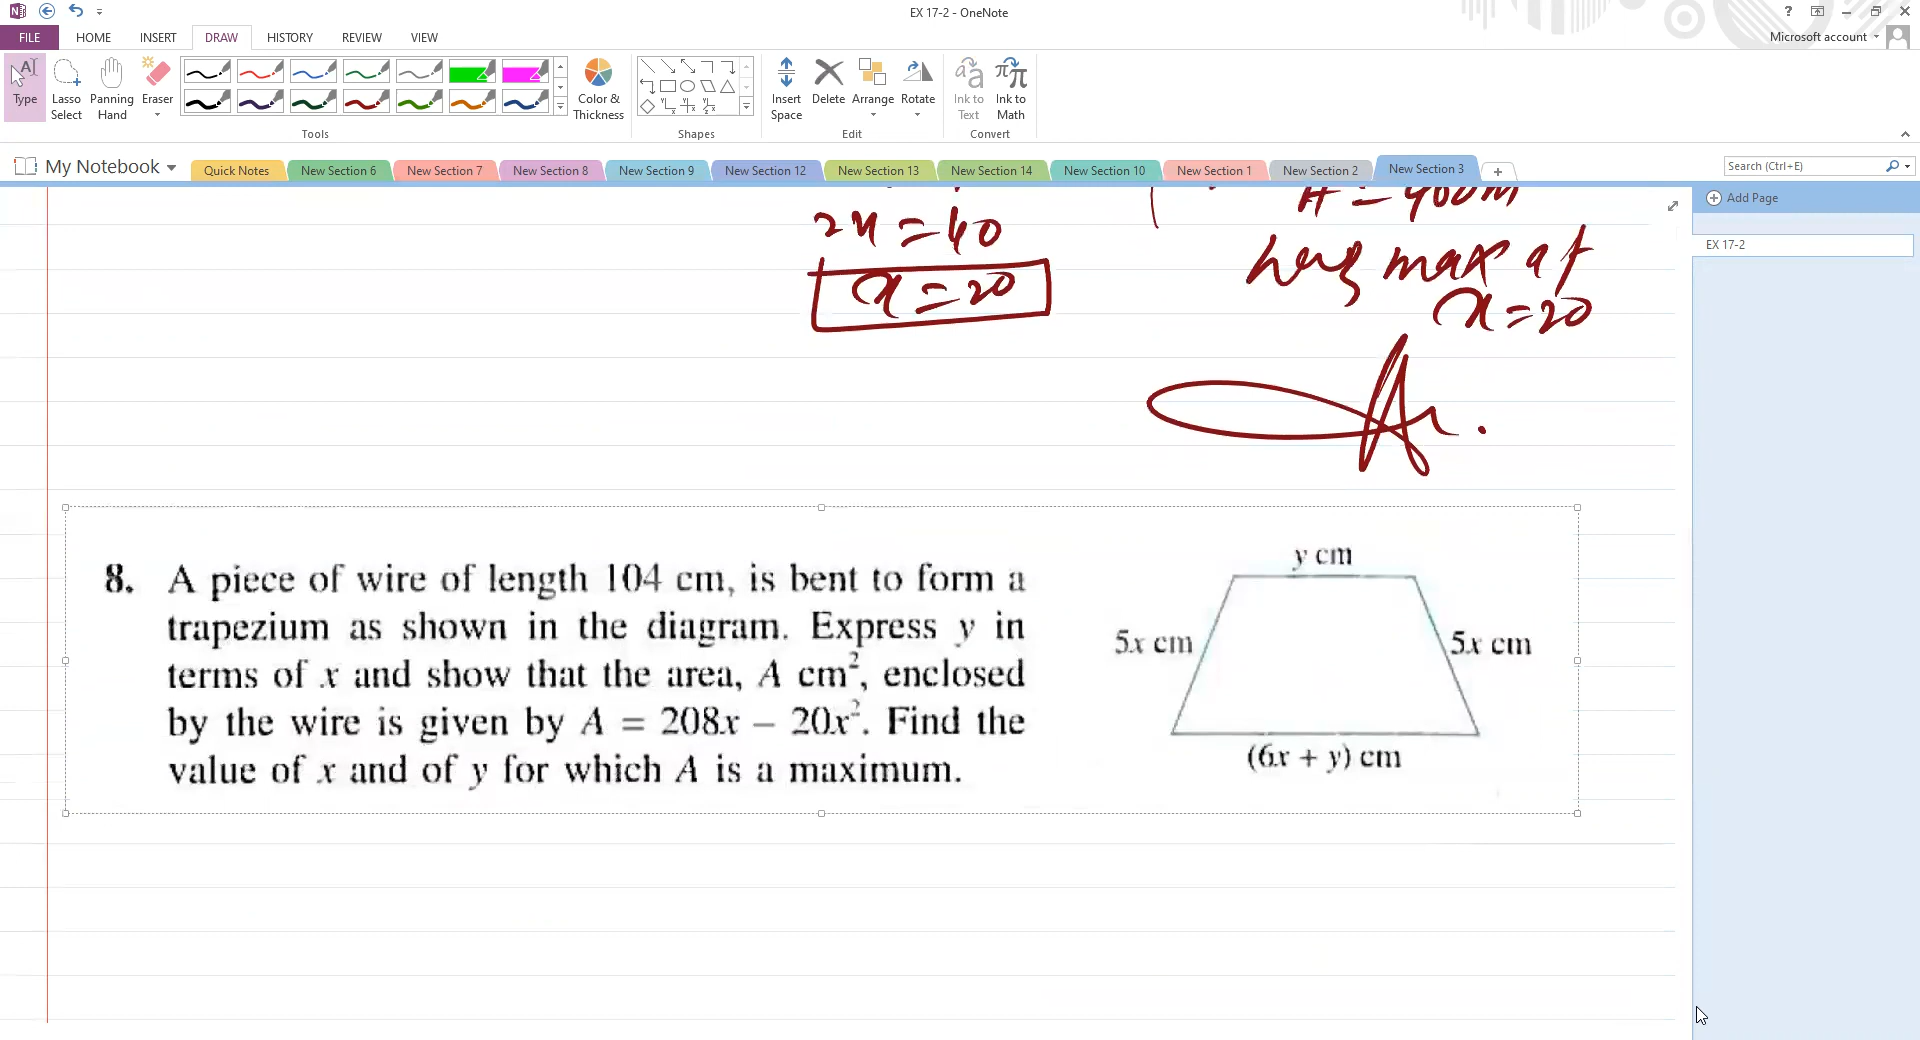 EX 17-2 - OneNote
FILE HOME INSERT DRAW HISTORY REVIEW VIEW
Microsoft account
Type
Lasso Select
Panning Hand
Eraser
Color & Thickness
Insert Space
Delete
Arrange
Rotate
Ink to Text
Ink to Math
Tools
Shapes
Edit
Convert
My Notebook
Quick Notes New Section 6 New Section 7 New Section 8 New Section 9 New Section 12 New Section 13 New Section 14 New Section 10 New Section 1 New Section 2 New Section 3
Search (Ctrl+E)
Add Page
EX 17-2
A = 400m
2x = 40
x = 20
max at
x = 20
8. A piece of wire of length 104 cm, is bent to form a
trapezium as shown in the diagram. Express y in
terms of x and show that the area, A cm², enclosed
by the wire is given by A = 208x – 20x². Find the
value of x and of y for which A is a maximum.
y cm
5x cm
5x cm
(6x + y) cm